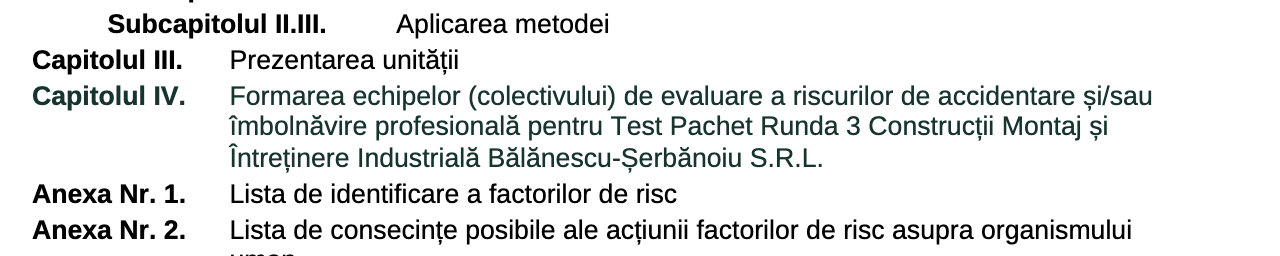 Subcapitolul II.III. Aplicarea metodei
Capitolul III. Prezentarea unității
Capitolul IV. Formarea echipelor (colectivului) de evaluare a riscurilor de accidentare și/sau
îmbolnăvire profesională pentru Test Pachet Runda 3 Construcții Montaj și
Întreținere Industrială Bălănescu-Șerbănoiu S.R.L.
Anexa Nr. 1. Lista de identificare a factorilor de risc
Anexa Nr. 2. Lista de consecințe posibile ale acțiunii factorilor de risc asupra organismului